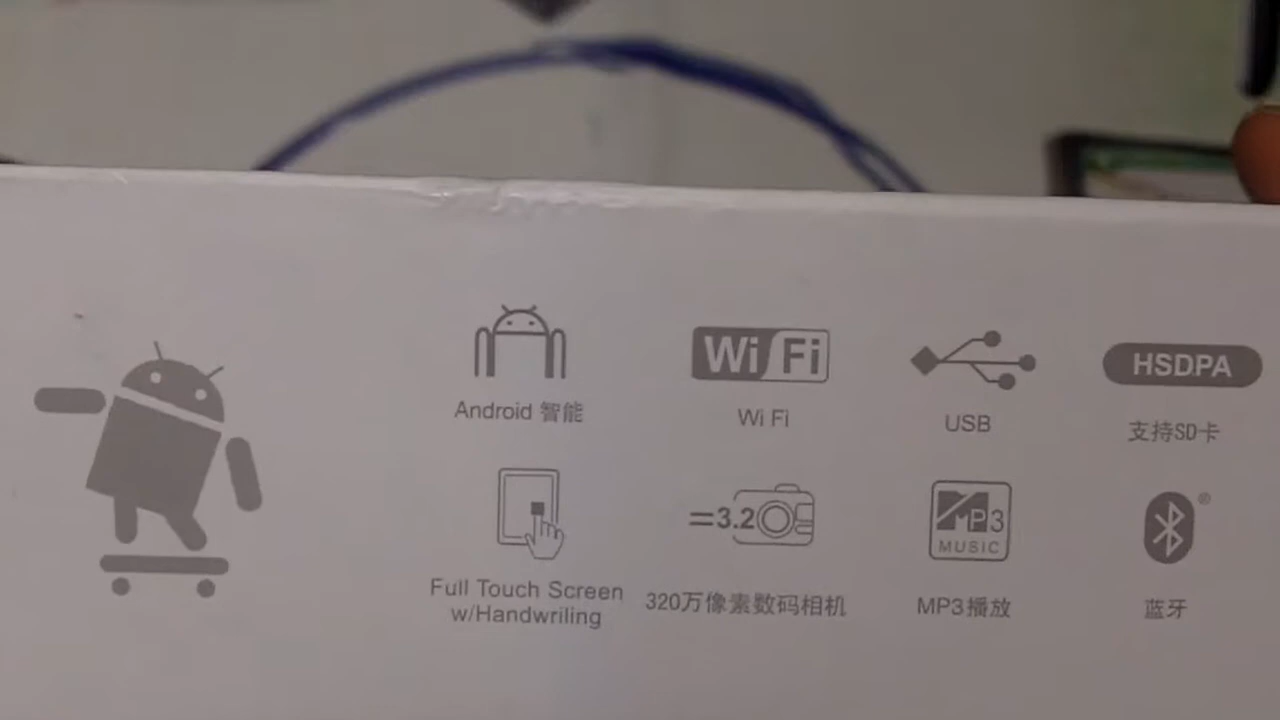 Wi Fi
HSDPA
Android 智能
Wi Fi
USB
支持SD卡
=3.2
MP3
MUSIC
®
Full Touch Screen
w/Handwriling
320万像素数码相机
MP3播放
蓝牙